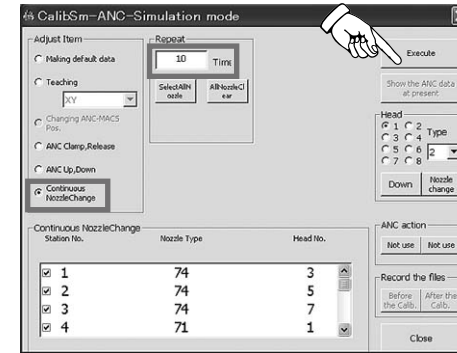 CalibSm-ANC-Simulation mode
Adjust Item
Making default data
Teaching
XY
Changing ANC-MACS
Pos.
ANC Clamp,Release
ANC Up,Down
Continuous
NozzleChange
Repeat
10 Time
SelectAllN
ozzle
AllNozzleCl
ear
Execute
Show the ANC data
at present
Head
1 2
3 4
5 6
7 8
Type
2
Down
Nozzle
change
Continuous NozzleChange
Station No. Nozzle Type Head No.
1 74 3
2 74 5
3 74 7
4 71 1
ANC action
Not use Not use
Record the files
Before
the Calib.
After the
Calib.
Close